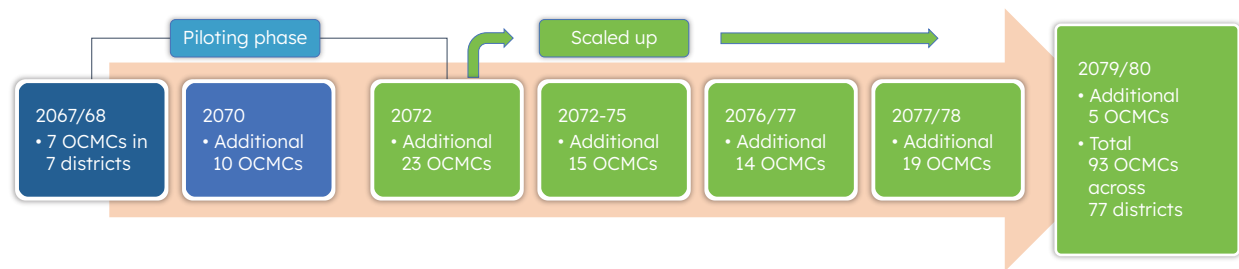 Piloting phase
Scaled up
2067/68
• 7 OCMCs in
7 districts
2070
• Additional
10 OCMCs
2072
• Additional
23 OCMCs
2072-75
• Additional
15 OCMCs
2076/77
• Additional
14 OCMCs
2077/78
• Additional
19 OCMCs
2079/80
• Additional
5 OCMCs
• Total
93 OCMCs
across
77 districts